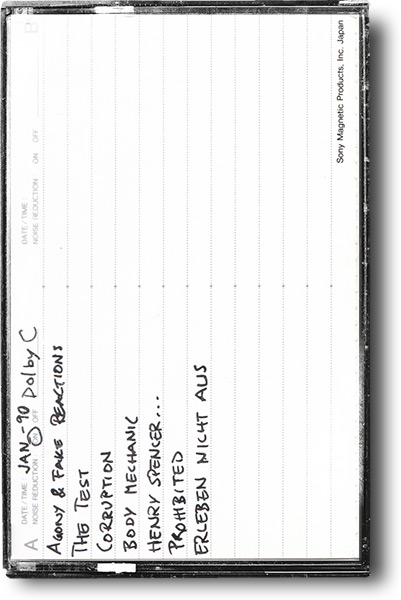 A DATE/TIME JAN-90
NOISE REDUCTION ON OFF Dolby C
B DATE/TIME
NOISE REDUCTION ON OFF
AGONY & FAKE REACTIONS
THE TEST
CORRUPTION
BODY MECHANIC
HENRY SPENCER...
PROHIBITED
ERLEBEN NICHT AUS
Sony Magnetic Products, Inc. Japan